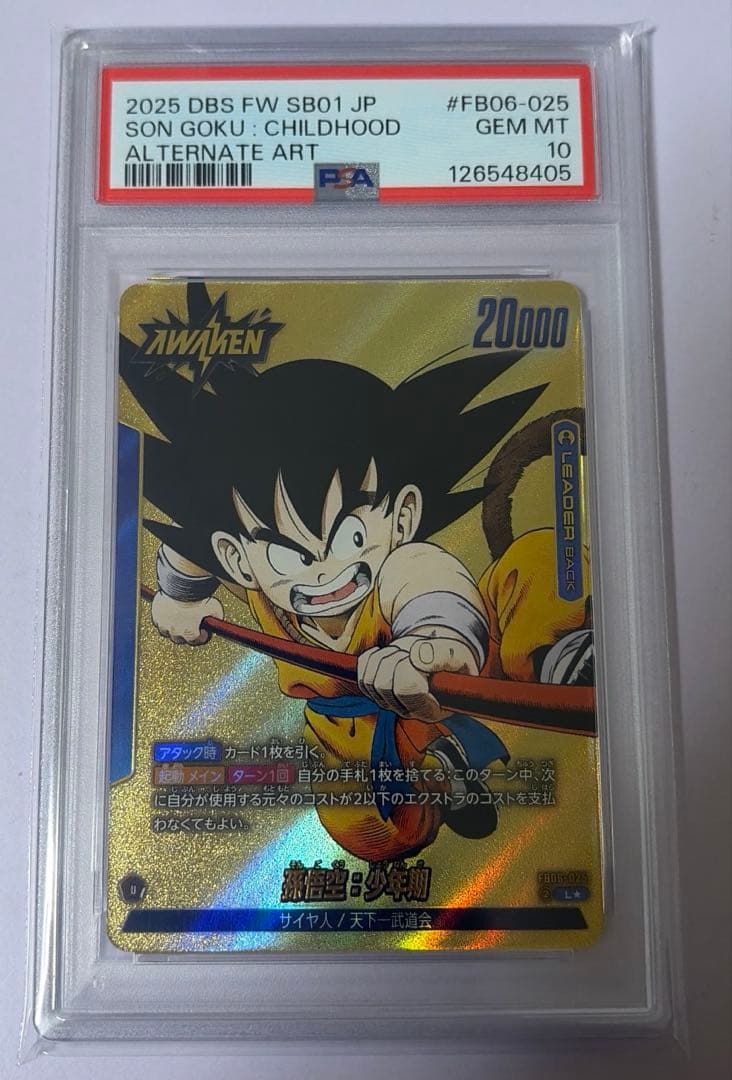 2025 DBS FW SB01 JP #FB06-025
SON GOKU : CHILDHOOD GEM MT
ALTERNATE ART 10
PSA 126548405
AWAKEN
20000
LEADER BACK
アタック時 カード1枚を引く。
起動メイン ターン1回 自分の手札1枚を捨てる:このターン中、次
に自分が使用する元々のコストが2以下のエクストラのコストを支払
わなくてもよい。
孫悟空:少年期
FB06-025
U
L★
サイヤ人 / 天下一武道会